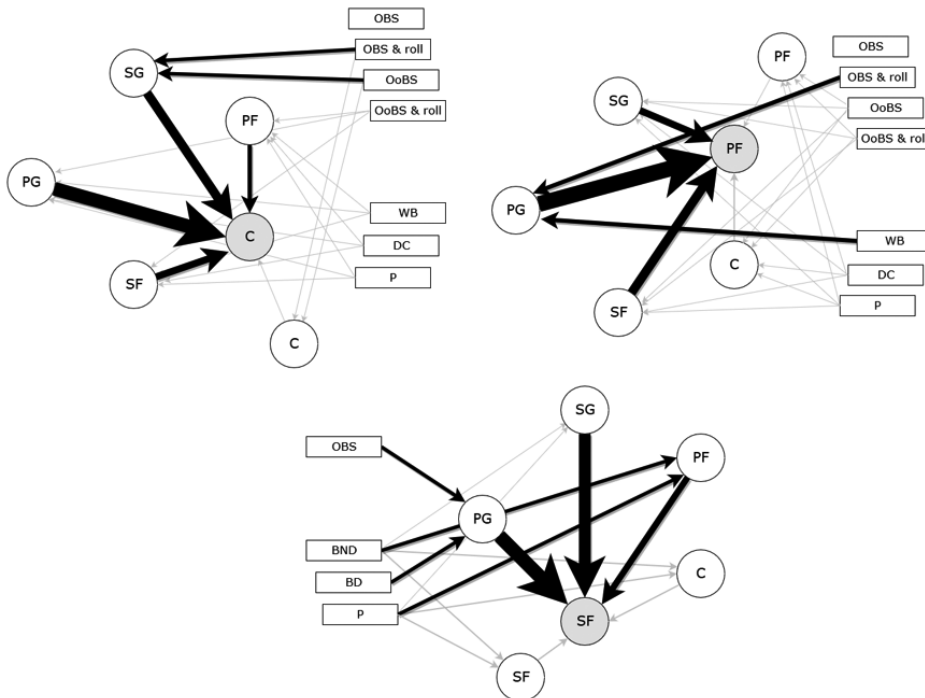 OBS
OBS & roll
SG
OoBS
OoBS & roll
PF
PG
WB
C
DC
SF
P
C
PF
OBS
OBS & roll
SG
OoBS
OoBS & roll
PF
PG
WB
C
DC
SF
P
SG
OBS
PF
PG
BND
C
BD
P
SF
SF